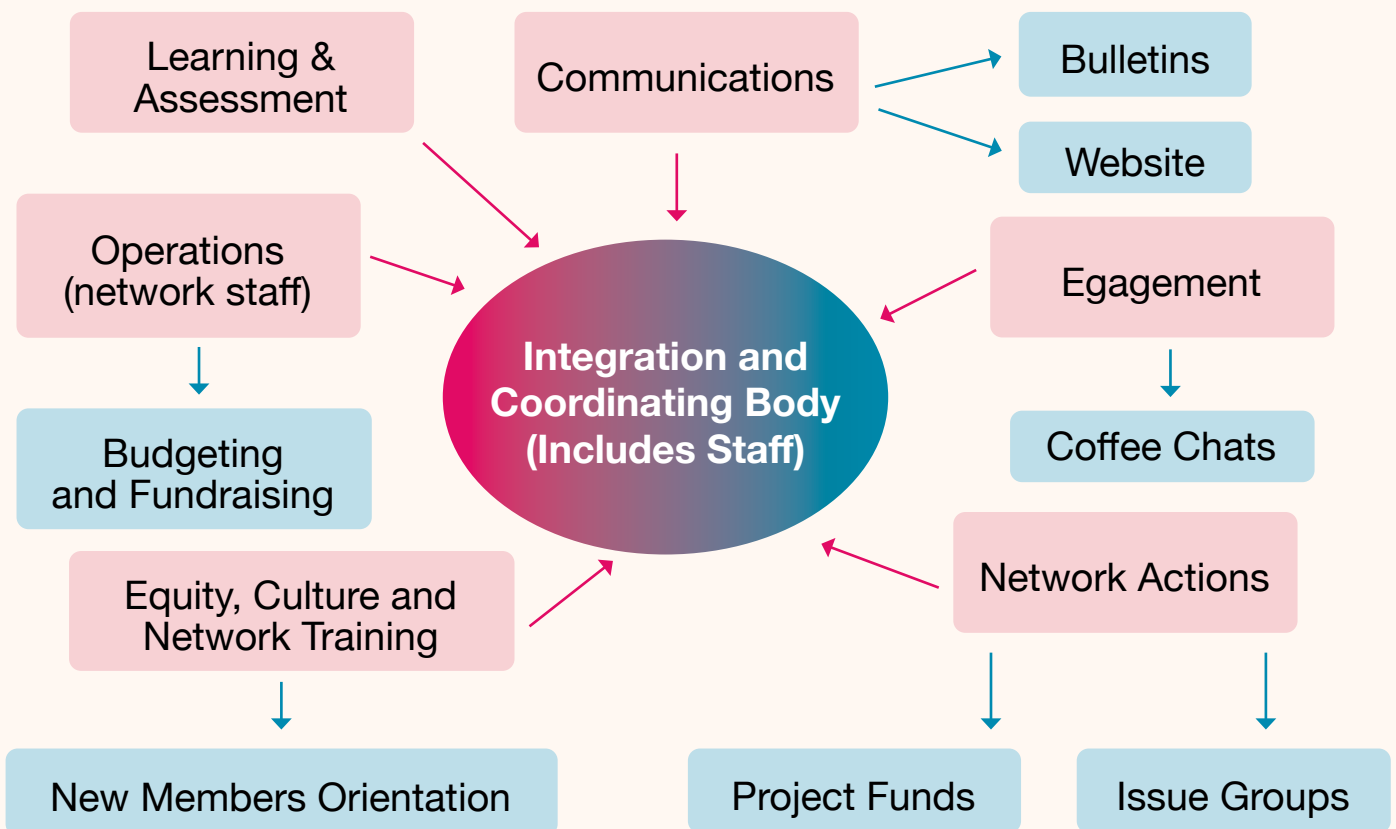 Learning &
Assessment
Communications
Bulletins
Website
Operations
(network staff)
Egagement
Integration and
Coordinating Body
(Includes Staff)
Budgeting
and Fundraising
Coffee Chats
Equity, Culture and
Network Training
Network Actions
New Members Orientation
Project Funds
Issue Groups